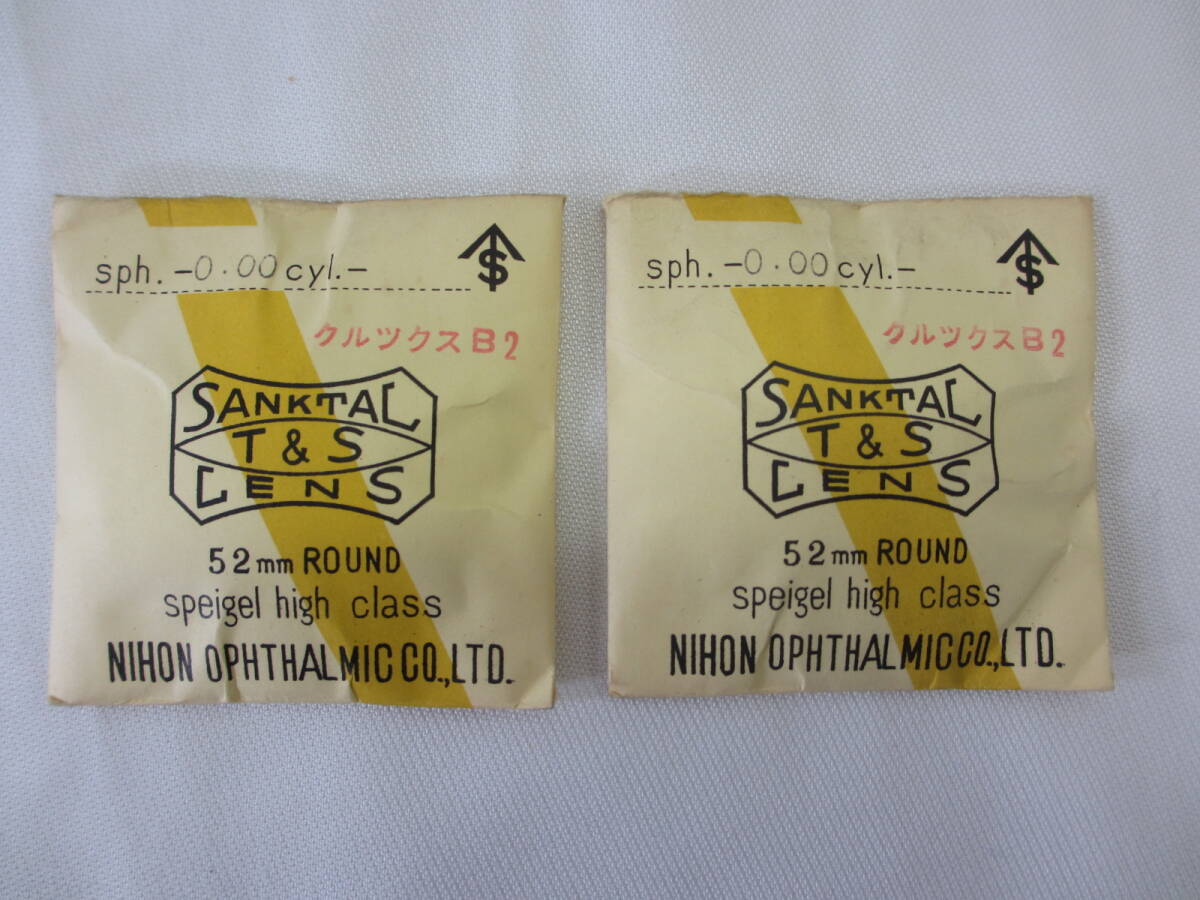 sph. -0.00 cyl.-
クルツクスB2
SANKTAL
T & S
LENS
52mm ROUND
speigel high class
NIHON OPHTHALMIC CO.,LTD.
sph. -0.00 cyl.-
クルツクスB2
SANKTAL
T & S
LENS
52mm ROUND
speigel high class
NIHON OPHTHALMIC CO.,LTD.